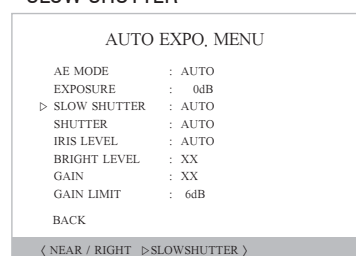 AUTO EXPO. MENU
AE MODE : AUTO
EXPOSURE : 0dB
▷ SLOW SHUTTER : AUTO
SHUTTER : AUTO
IRIS LEVEL : AUTO
BRIGHT LEVEL : XX
GAIN : XX
GAIN LIMIT : 6dB
BACK
〈 NEAR / RIGHT ▷SLOWSHUTTER 〉